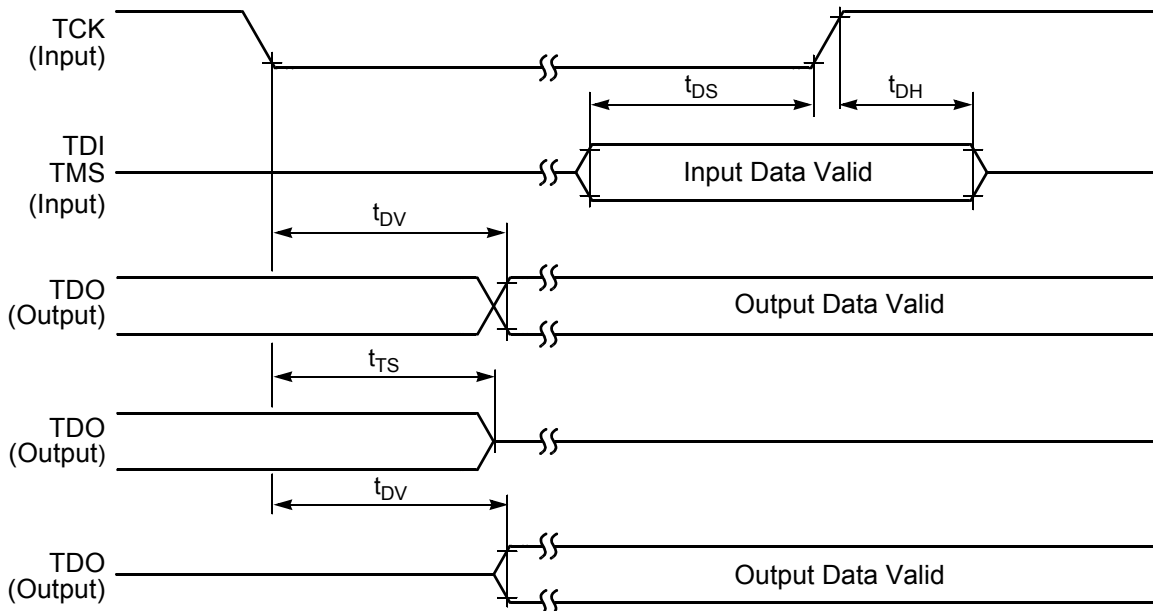 TCK
(Input)
tDS
tDH
TDI
TMS
(Input)
Input Data Valid
tDV
TDO
(Output)
Output Data Valid
tTS
TDO
(Output)
tDV
TDO
(Output)
Output Data Valid